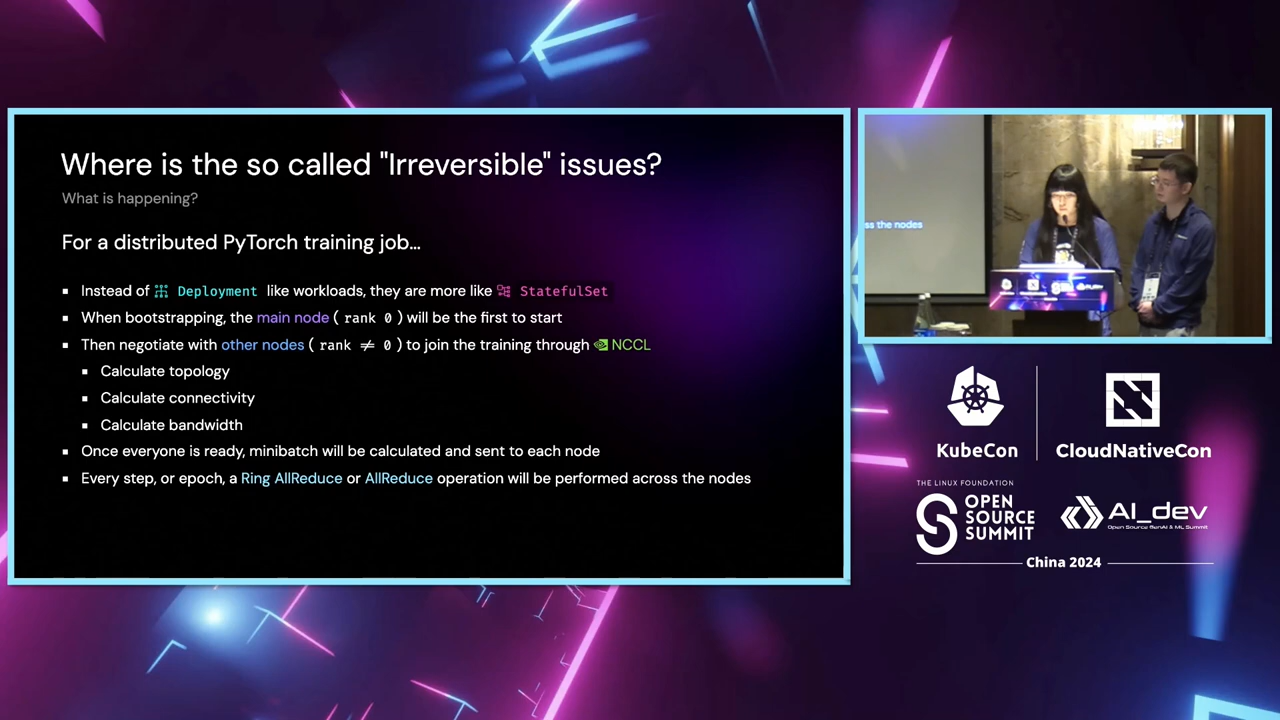 Where is the so called "Irreversible" issues?
What is happening?
For a distributed PyTorch training job...
Instead of Deployment like workloads, they are more like StatefulSet
When bootstrapping, the main node ( rank 0 ) will be the first to start
Then negotiate with other nodes ( rank ≠ 0 ) to join the training through NCCL
Calculate topology
Calculate connectivity
Calculate bandwidth
Once everyone is ready, minibatch will be calculated and sent to each node
Every step, or epoch, a Ring AllReduce or AllReduce operation will be performed across the nodes
ss the nodes
KubeCon
CloudNativeCon
THE LINUX FOUNDATION
OPEN
SOURCE
SUMMIT
AI_dev
Open Source GenAI & ML Summit
China 2024